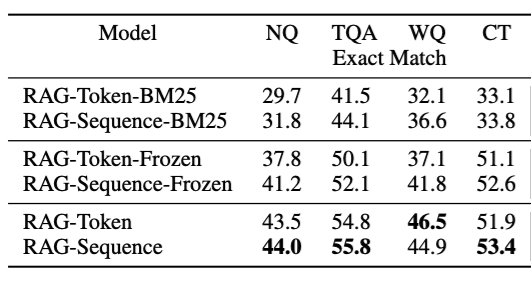 Model NQ TQA WQ CT
Exact Match
RAG-Token-BM25 29.7 41.5 32.1 33.1
RAG-Sequence-BM25 31.8 44.1 36.6 33.8
RAG-Token-Frozen 37.8 50.1 37.1 51.1
RAG-Sequence-Frozen 41.2 52.1 41.8 52.6
RAG-Token 43.5 54.8 46.5 51.9
RAG-Sequence 44.0 55.8 44.9 53.4